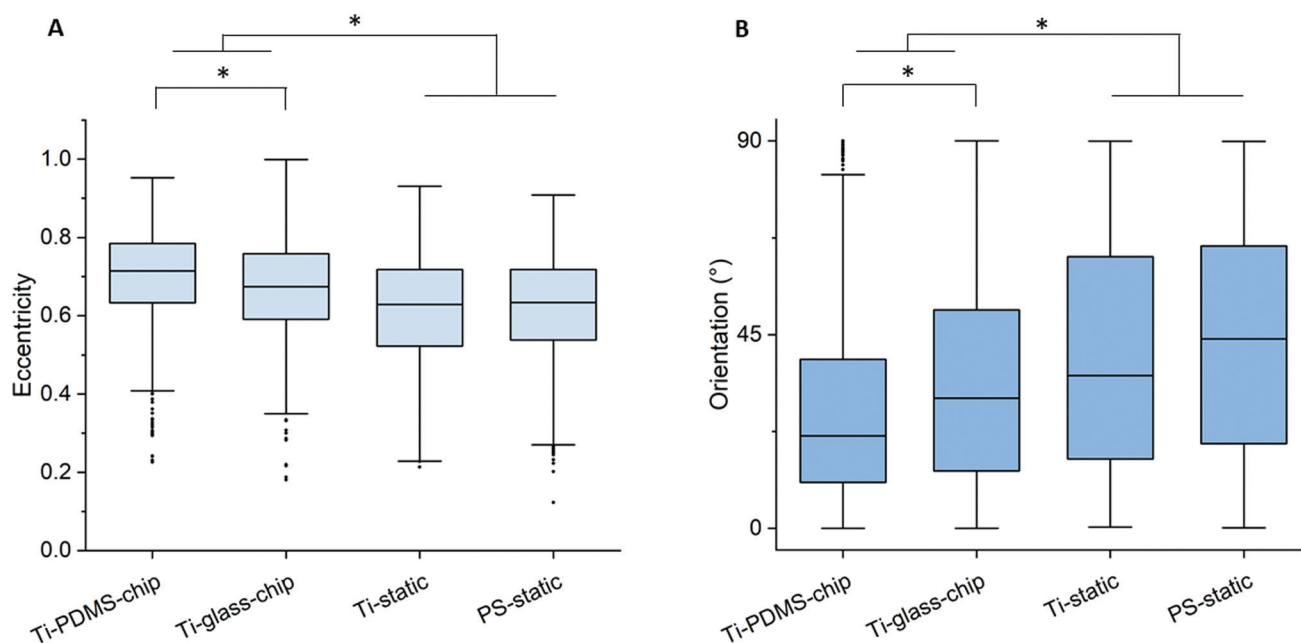 A
*
*
Eccentricity
1.0
0.8
0.6
0.4
0.2
0.0
Ti-PDMS-chip
Ti-glass-chip
Ti-static
PS-static
B
*
*
Orientation (°)
90
45
0
Ti-PDMS-chip
Ti-glass-chip
Ti-static
PS-static